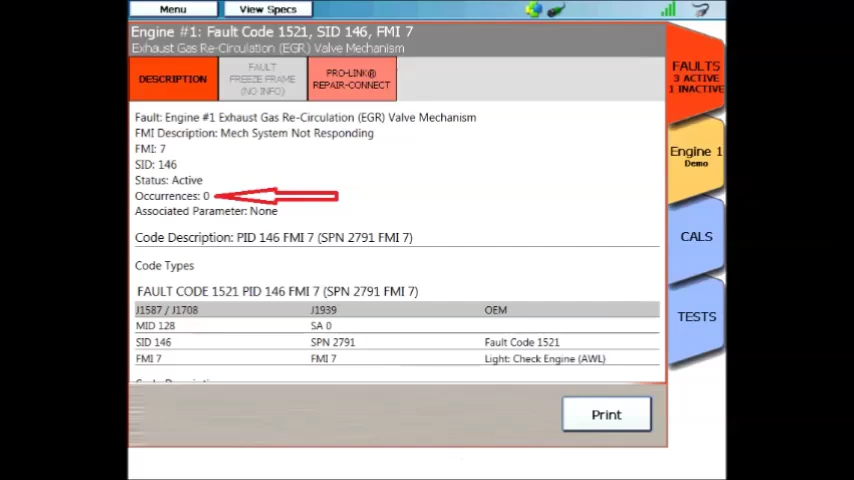 Menu
View Specs
Engine #1: Fault Code 1521, SID 146, FMI 7
Exhaust Gas Re-Circulation (EGR) Valve Mechanism
DESCRIPTION
FAULT
FREEZE FRAME
(NO INFO)
PRO-LINK®
REPAIR-CONNECT
FAULTS
3 ACTIVE
1 INACTIVE
Engine 1
Demo
CALS
TESTS
Fault: Engine #1 Exhaust Gas Re-Circulation (EGR) Valve Mechanism
FMI Description: Mech System Not Responding
FMI: 7
SID: 146
Status: Active
Occurrences: 0
Associated Parameter: None
Code Description: PID 146 FMI 7 (SPN 2791 FMI 7)
Code Types
FAULT CODE 1521 PID 146 FMI 7 (SPN 2791 FMI 7)
J1587 / J1708 J1939 OEM
MID 128 SA 0
SID 146 SPN 2791 Fault Code 1521
FMI 7 FMI 7 Light: Check Engine (AWL)
Print